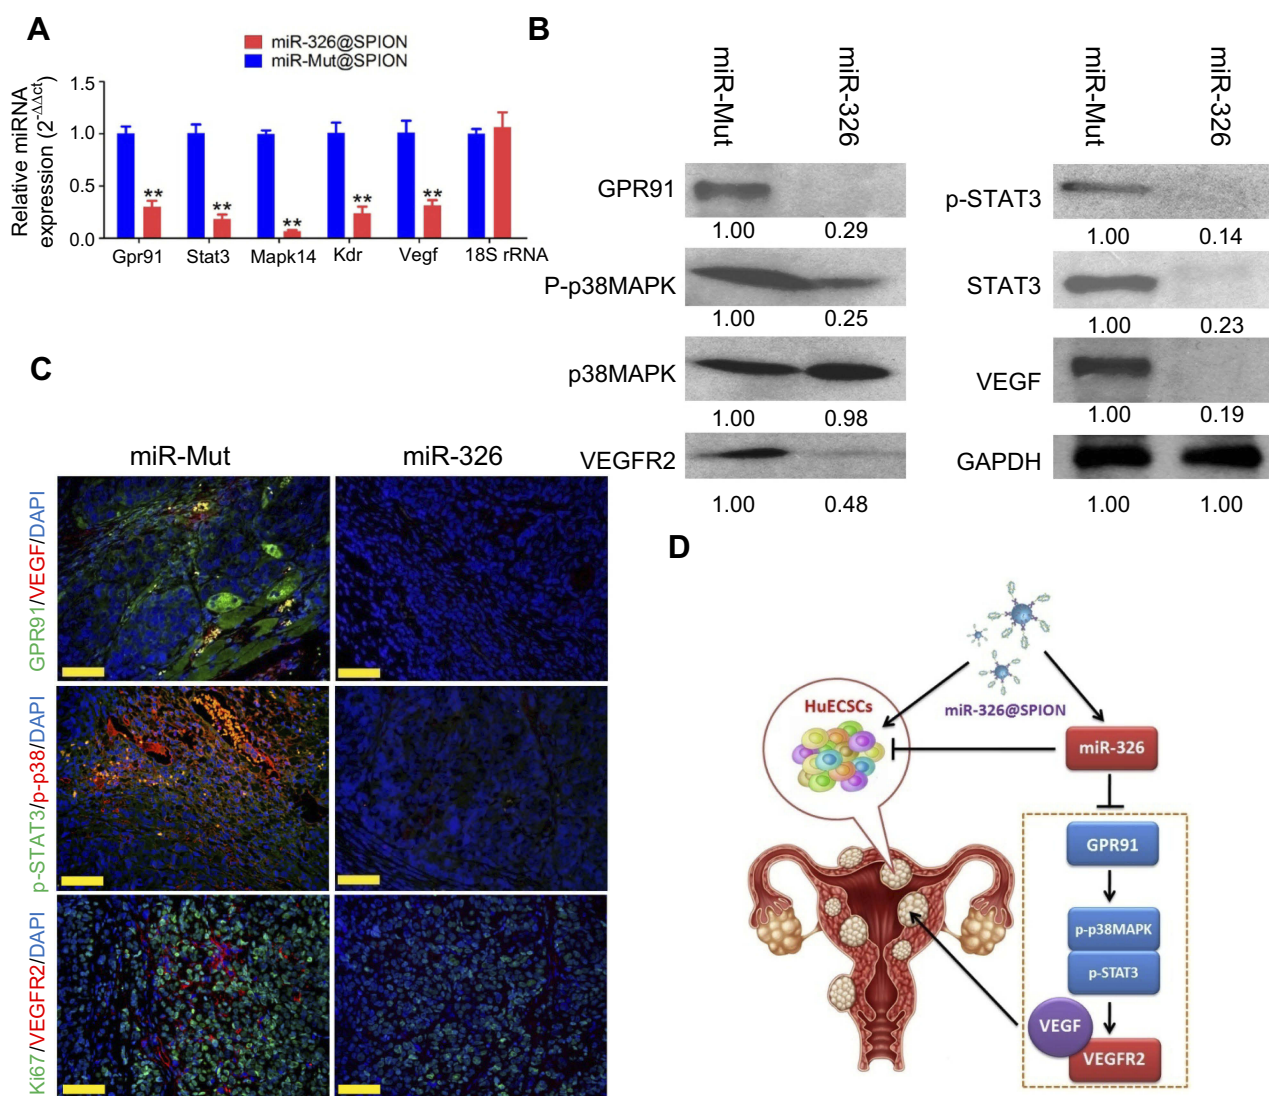 A
miR-326@SPION
miR-Mut@SPION
Relative miRNA
expression (2-ΔΔct)
1.5
1.0
0.5
0.0
** ** ** ** **
Gpr91 Stat3 Mapk14 Kdr Vegf 18S rRNA
B
miR-Mut miR-326
GPR91
1.00 0.29
P-p38MAPK
1.00 0.25
p38MAPK
1.00 0.98
VEGFR2
1.00 0.48
miR-Mut miR-326
p-STAT3
1.00 0.14
STAT3
1.00 0.23
VEGF
1.00 0.19
GAPDH
1.00 1.00
C
miR-Mut miR-326
GPR91/VEGF/DAPI
p-STAT3/p-p38/DAPI
Ki67/VEGFR2/DAPI
D
miR-326@SPION
HuECSCs
miR-326
GPR91
p-p38MAPK
p-STAT3
VEGF
VEGFR2